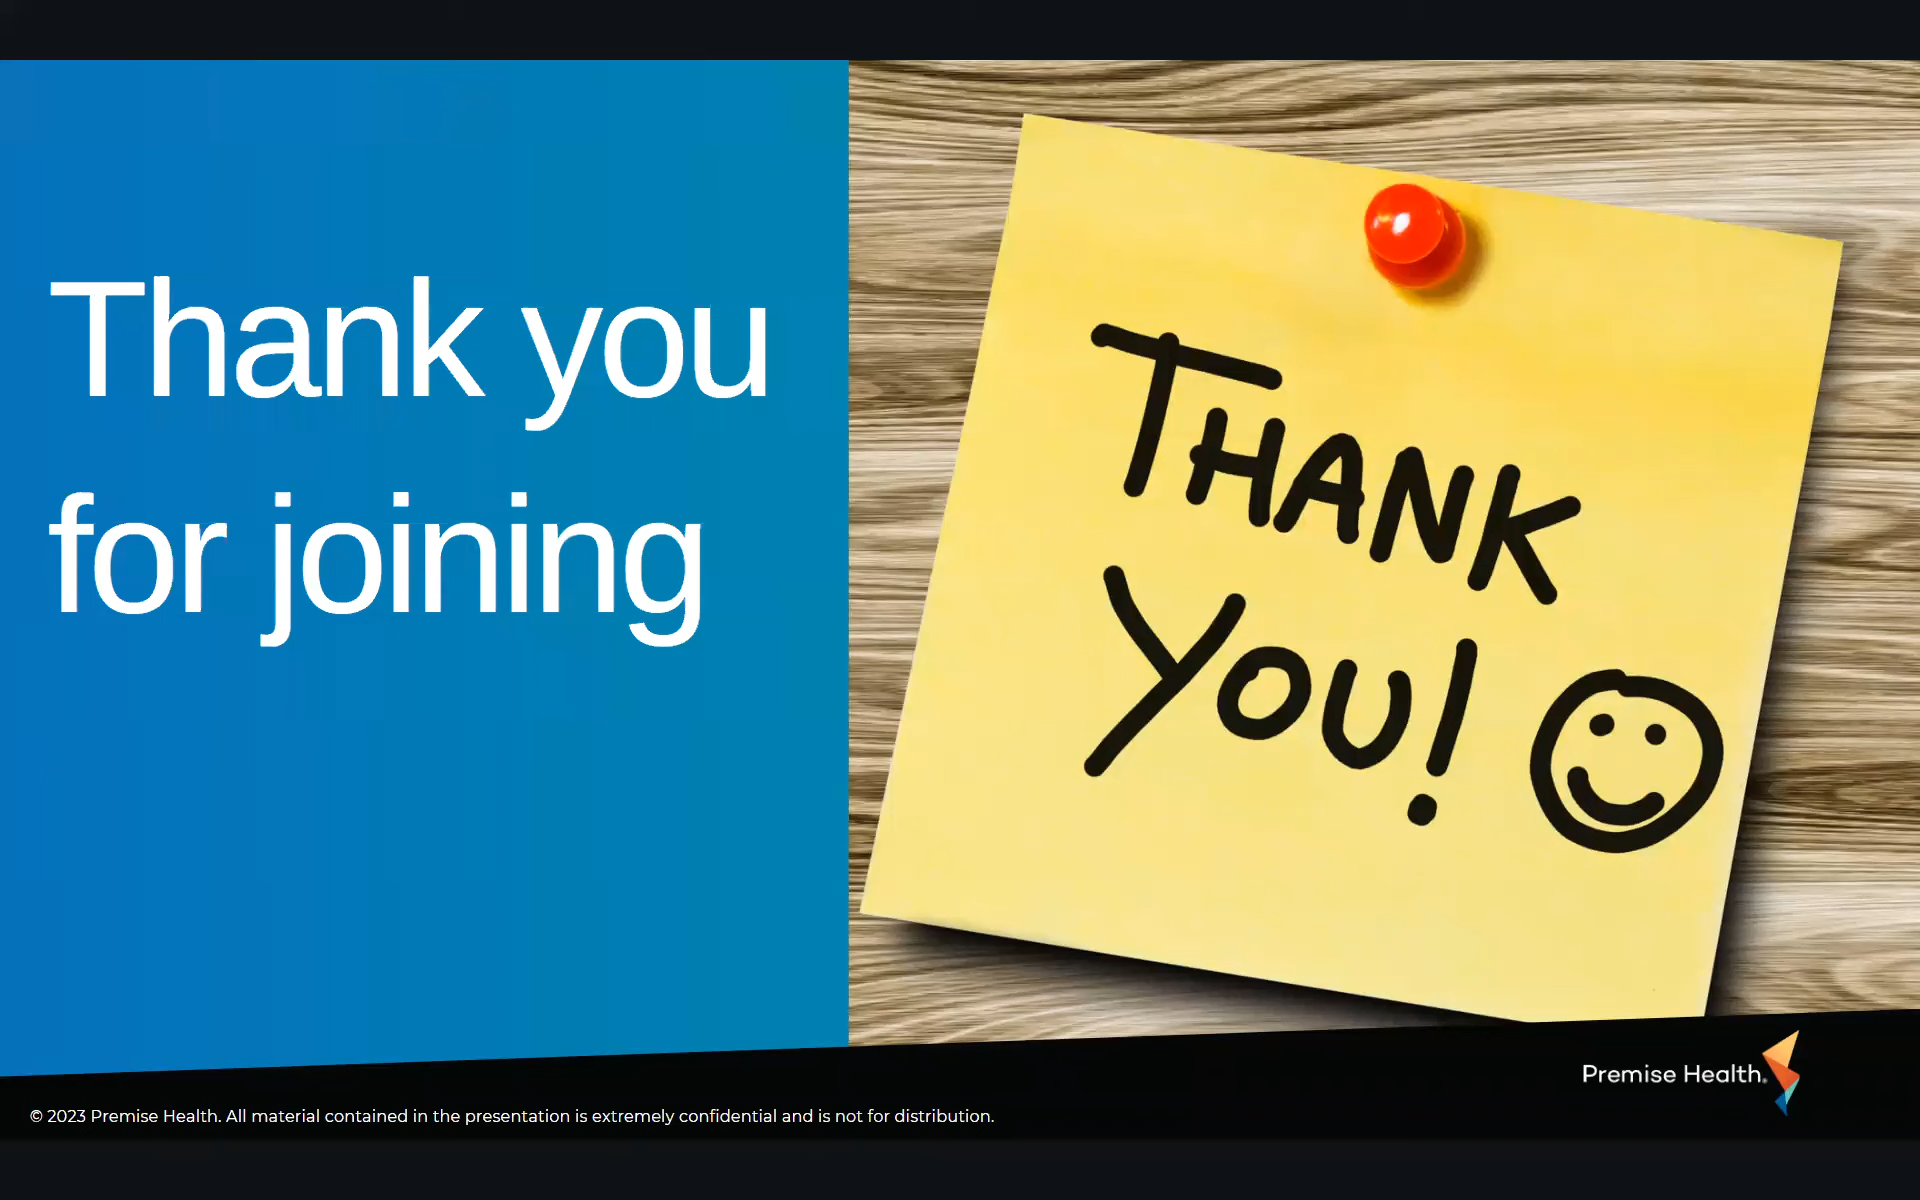 Thank you
for joining
THANK
YOU!
Premise Health.
© 2023 Premise Health. All material contained in the presentation is extremely confidential and is not for distribution.